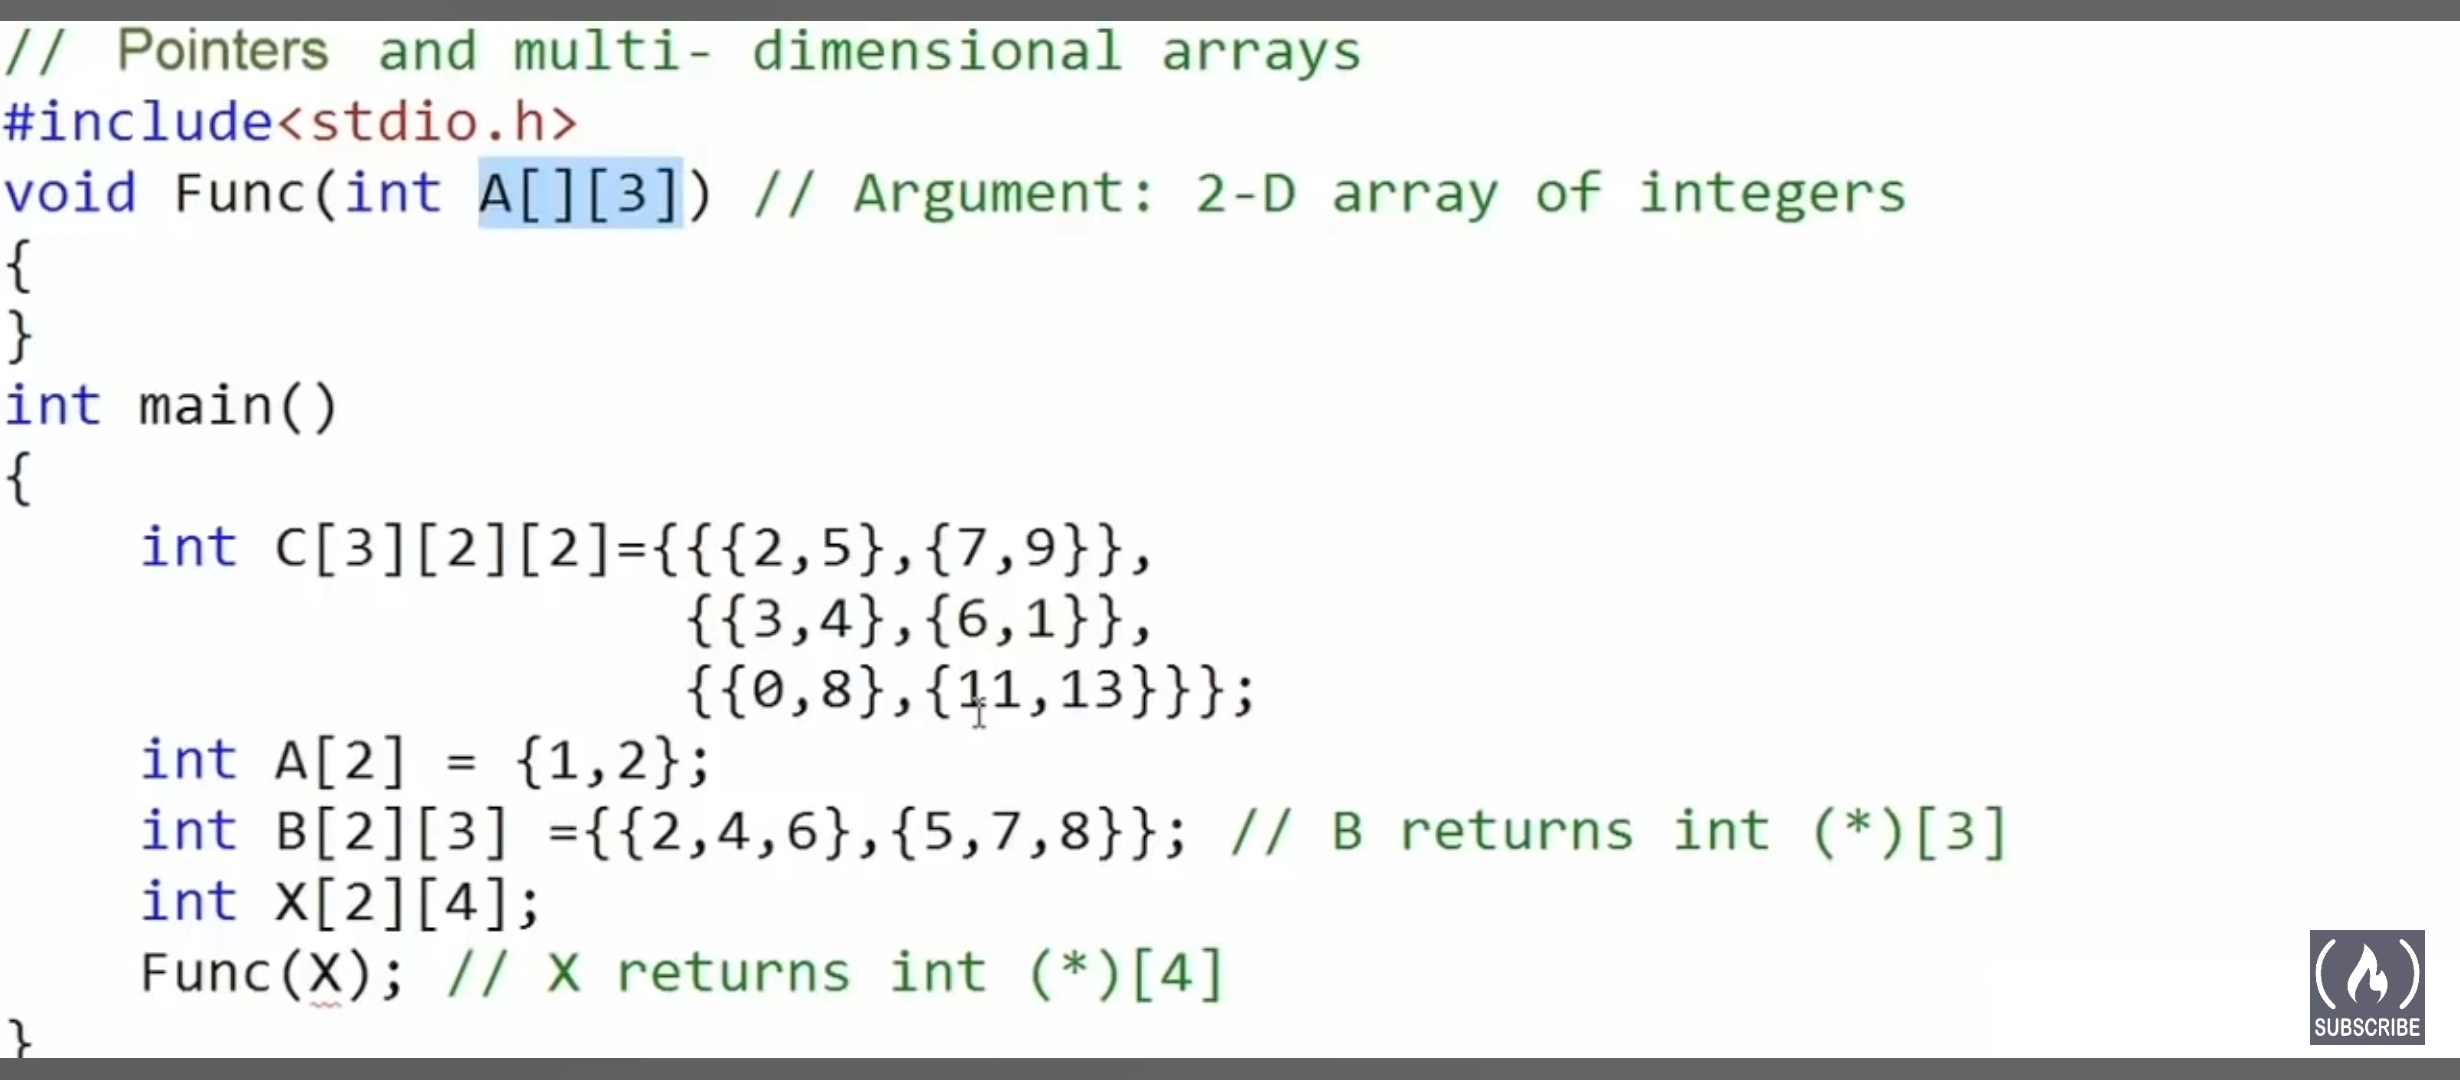 // Pointers and multi- dimensional arrays
#include<stdio.h>
void Func(int A[][3]) // Argument: 2-D array of integers
{
}
int main()
{
    int C[3][2][2]={{{2,5},{7,9}},
                    {{3,4},{6,1}},
                    {{0,8},{11,13}}};
    int A[2] = {1,2};
    int B[2][3] ={{2,4,6},{5,7,8}}; // B returns int (*)[3]
    int X[2][4];
    Func(X); // X returns int (*)[4]
}
SUBSCRIBE